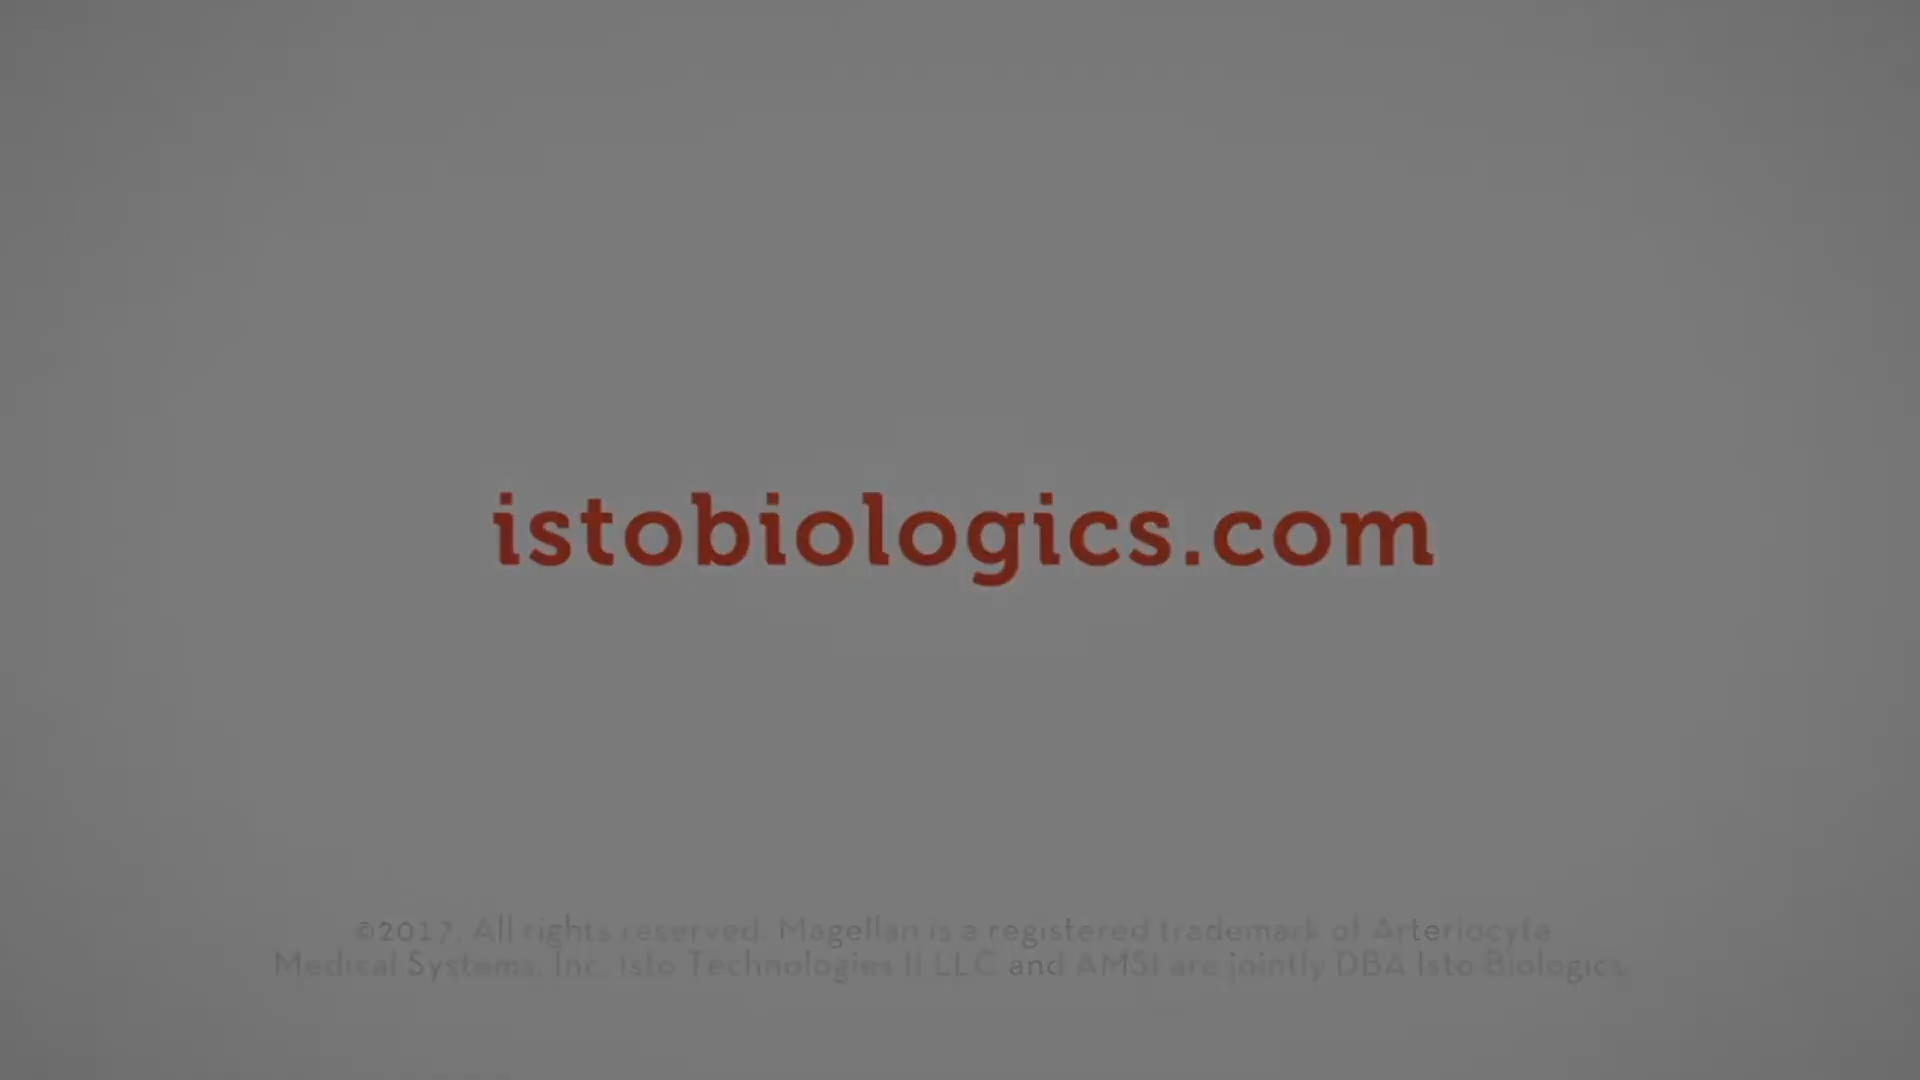 istobiologics.com
©2017. All rights reserved. Magellan is a registered trademark of Arteriocyte
Medical Systems, Inc. Isto Technologies II LLC and AMSI are jointly DBA Isto Biologics.